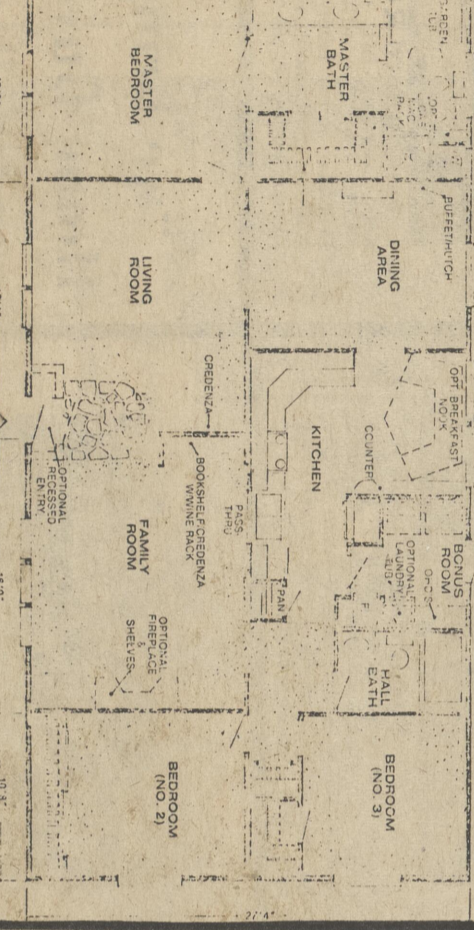 MASTER
BEDROOM
MASTER
BATH
GARDEN
TUB
LIVING
ROOM
DINING
AREA
BUFFET/HUTCH
CREDENZA
KITCHEN
OPT. BREAKFAST
NOOK
COUNTER
OPTIONAL
RECESSED
ENTRY
BOOKSHELF/CREDENZA
W/WINE RACK
PASS-
THRU
FAMILY
ROOM
OPTIONAL
LAUNDRY
BONUS
ROOM
PAN
OPTIONAL
FIREPLACE
&
SHELVES
HALL
BATH
BEDROOM
(NO. 2)
BEDROOM
(NO. 3)